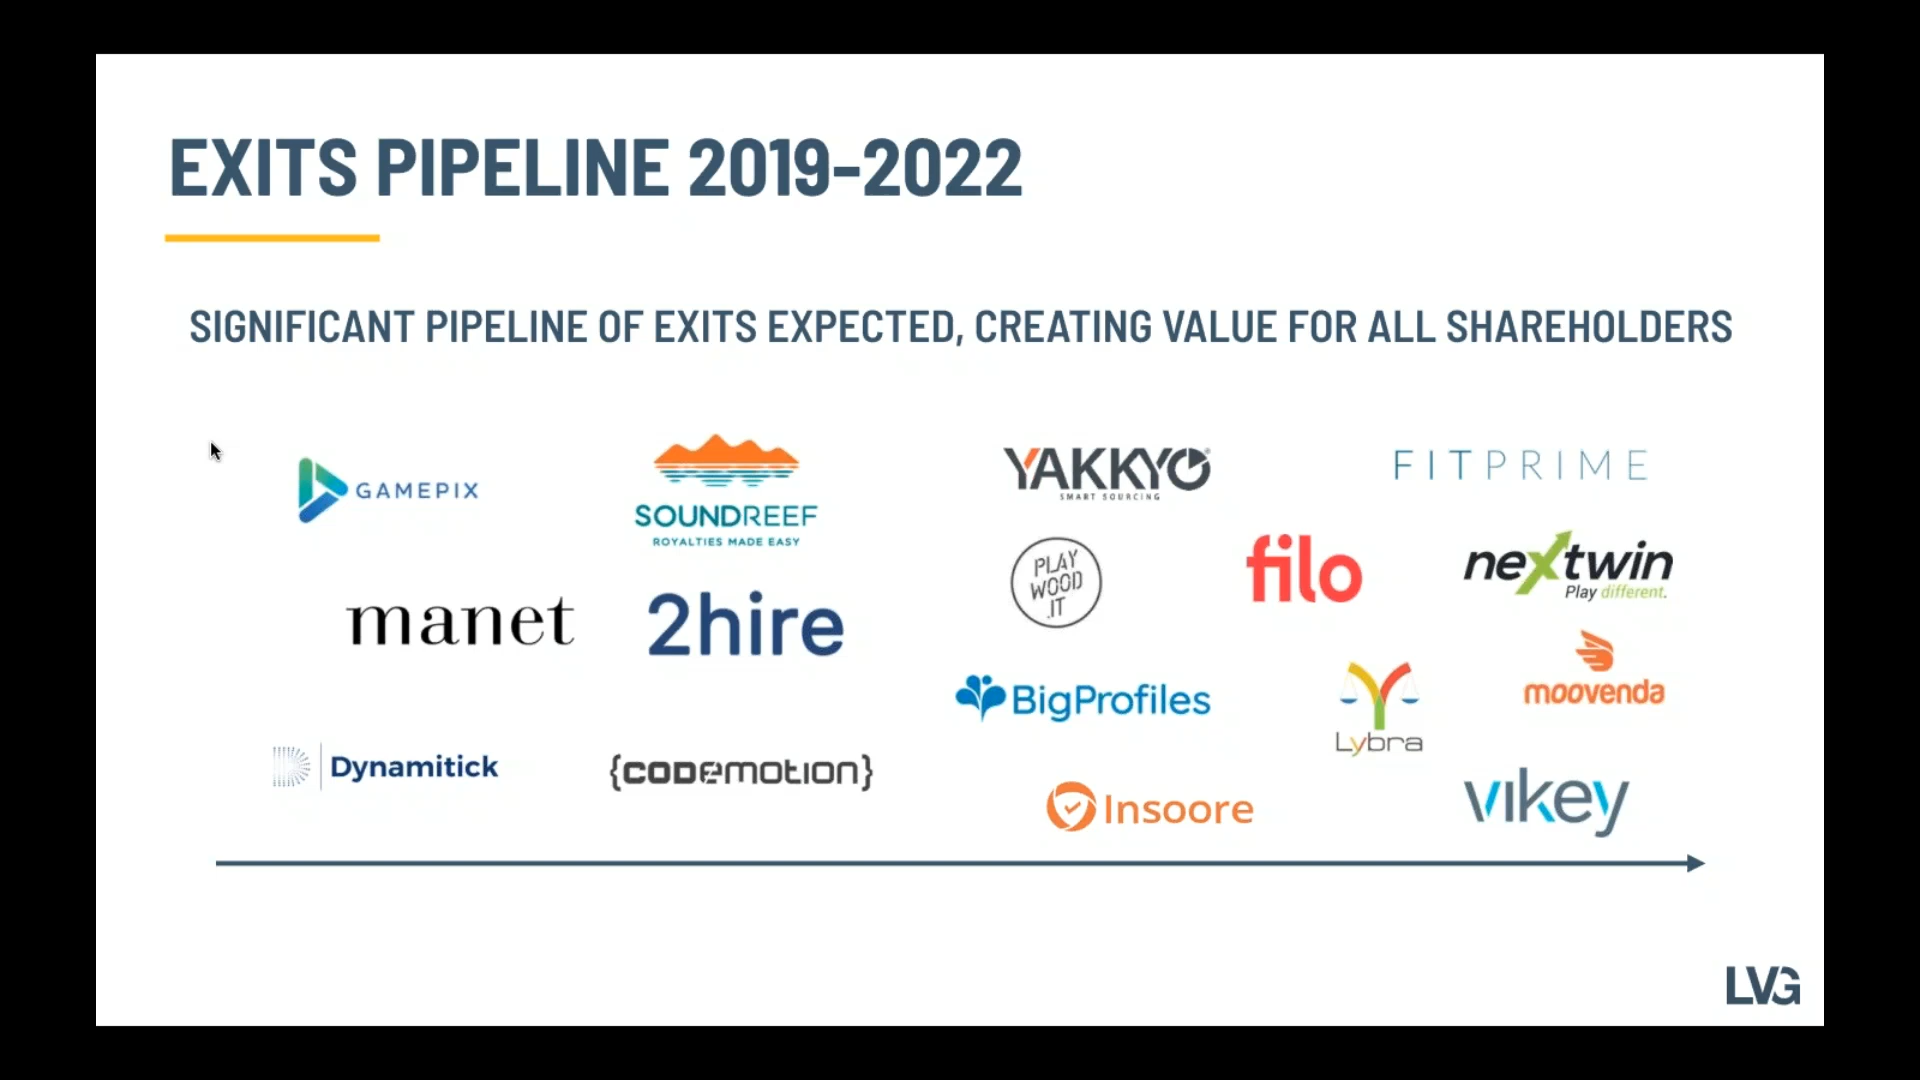 EXITS PIPELINE 2019-2022
SIGNIFICANT PIPELINE OF EXITS EXPECTED, CREATING VALUE FOR ALL SHAREHOLDERS
GAMEPIX
SOUNDREEF
ROYALTIES MADE EASY
YAKKYO
SMART SOURCING
FITPRIME
manet
2hire
PLAY
WOOD
.IT
filo
nextwin
Play different.
BigProfiles
Lybra
moovenda
Dynamitick
{CODEmotion}
Insoore
vikey
LVG